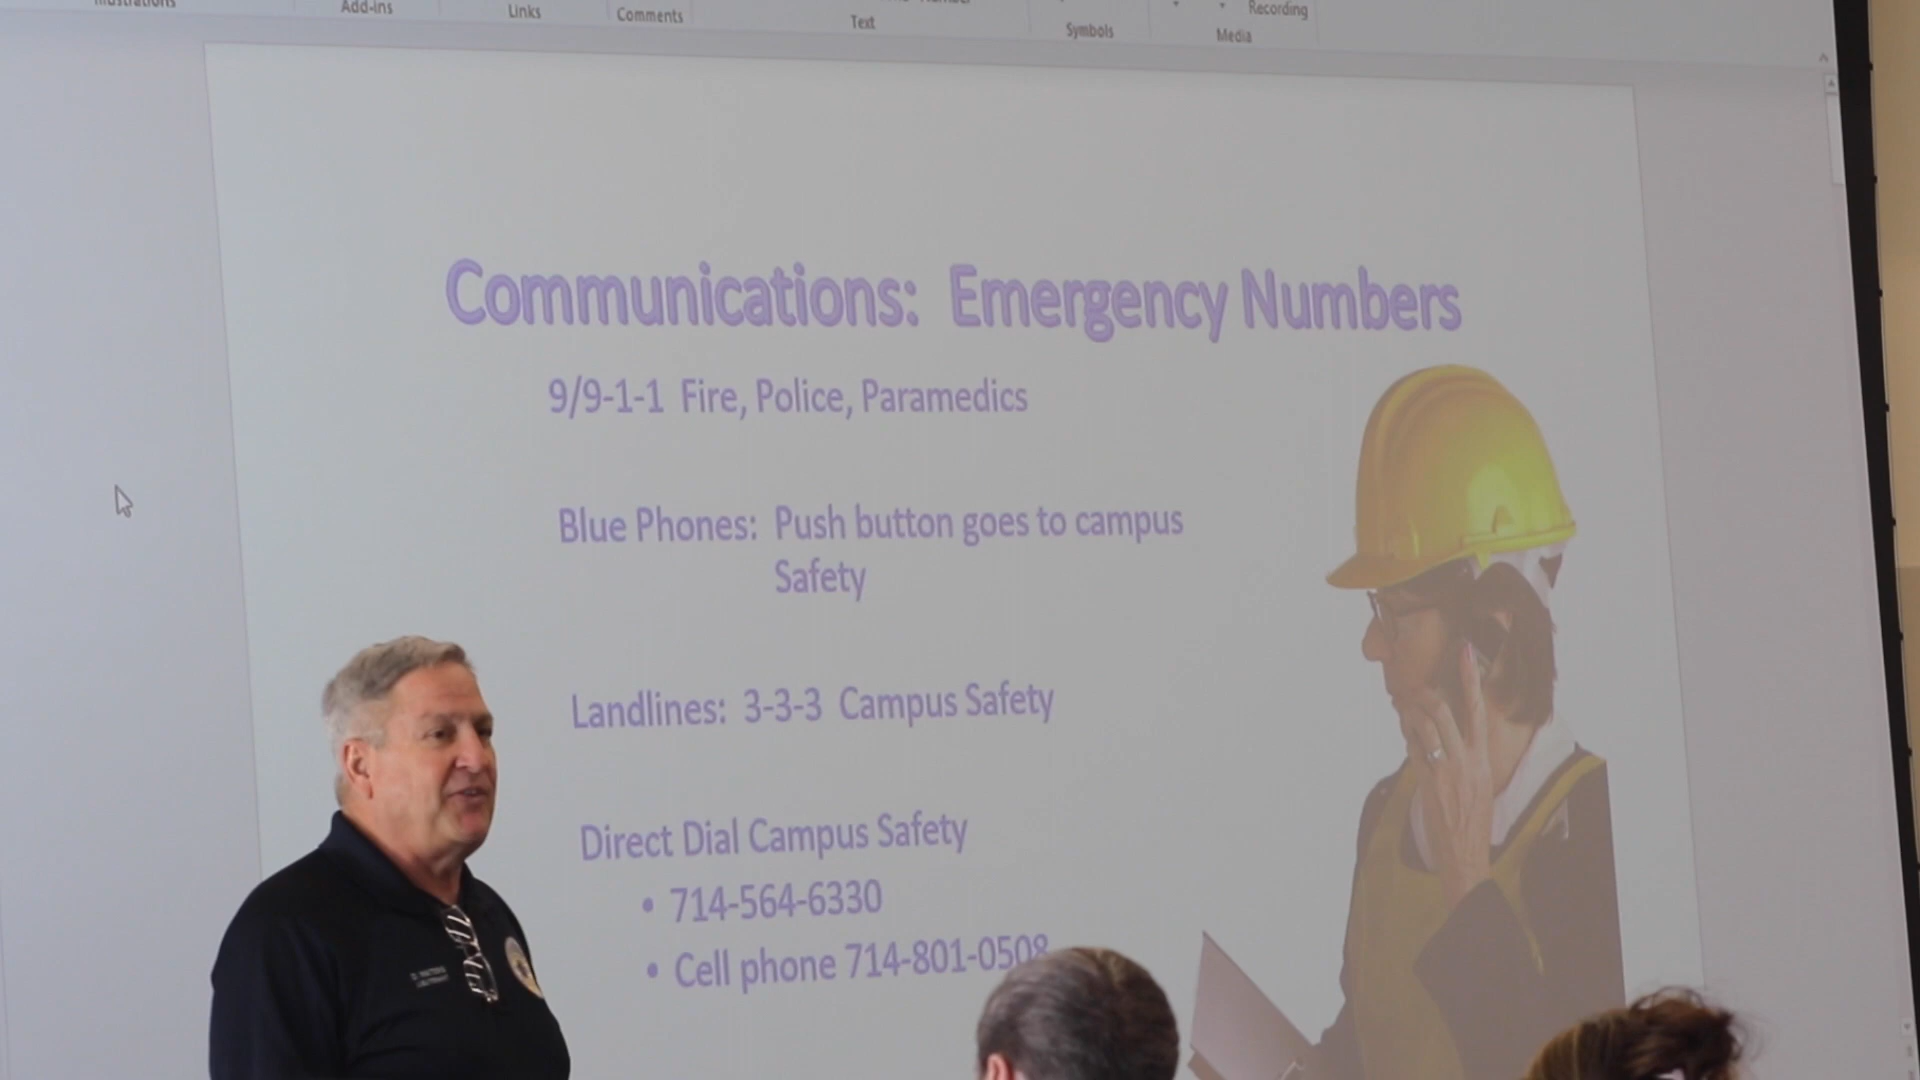 Illustrations
Add-ins
Links
Comments
Text
Symbols
Recording
Media
Communications: Emergency Numbers
9/9-1-1 Fire, Police, Paramedics
Blue Phones: Push button goes to campus
Safety
Landlines: 3-3-3 Campus Safety
Direct Dial Campus Safety
• 714-564-6330
• Cell phone 714-801-0508